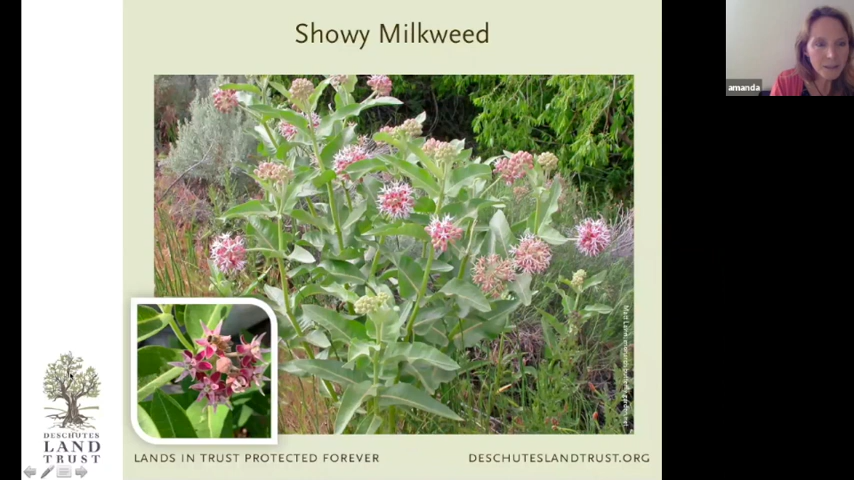 Showy Milkweed
amanda
DESCHUTES
LAND
TRUST
LANDS IN TRUST PROTECTED FOREVER
DESCHUTESLANDTRUST.ORG